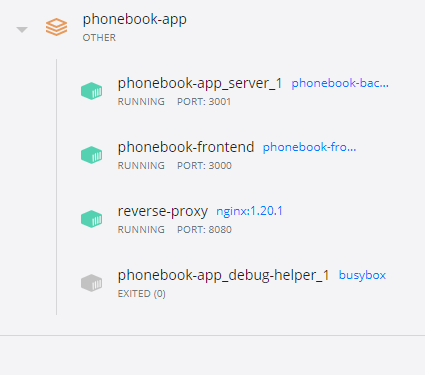 phonebook-app
OTHER
phonebook-app_server_1 phonebook-bac...
RUNNING PORT: 3001
phonebook-frontend phonebook-fro...
RUNNING PORT: 3000
reverse-proxy nginx:1.20.1
RUNNING PORT: 8080
phonebook-app_debug-helper_1 busybox
EXITED (0)